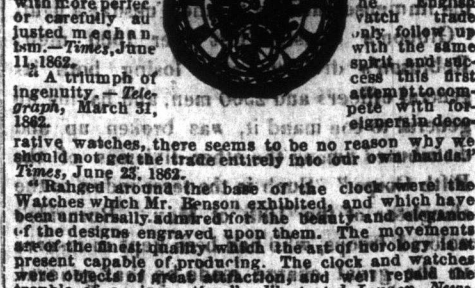 with more perfec
or carefully ad
justed mechan
ism.—Times, June
11, 1862.
"A triumph of
ingenuity.—Tele-
graph, March 31,
1862.
the English
watch trade
only follow up
with the same
spirit and suc-
cess this first
attempt to com-
pete with for-
eigners in deco-
rative watches, there seems to be no reason why we
should not get the trade entirely into our own hands."
Times, June 23, 1862.
"Ranged around the base of the clock were the
Watches which Mr. Benson exhibited, and which have
been universally admired for the beauty and elegance
of the designs engraved upon them. The movements
are of the finest quality which the art of horology is at
present capable of producing. The clock and watches
were objects of great attraction, and well repaid the